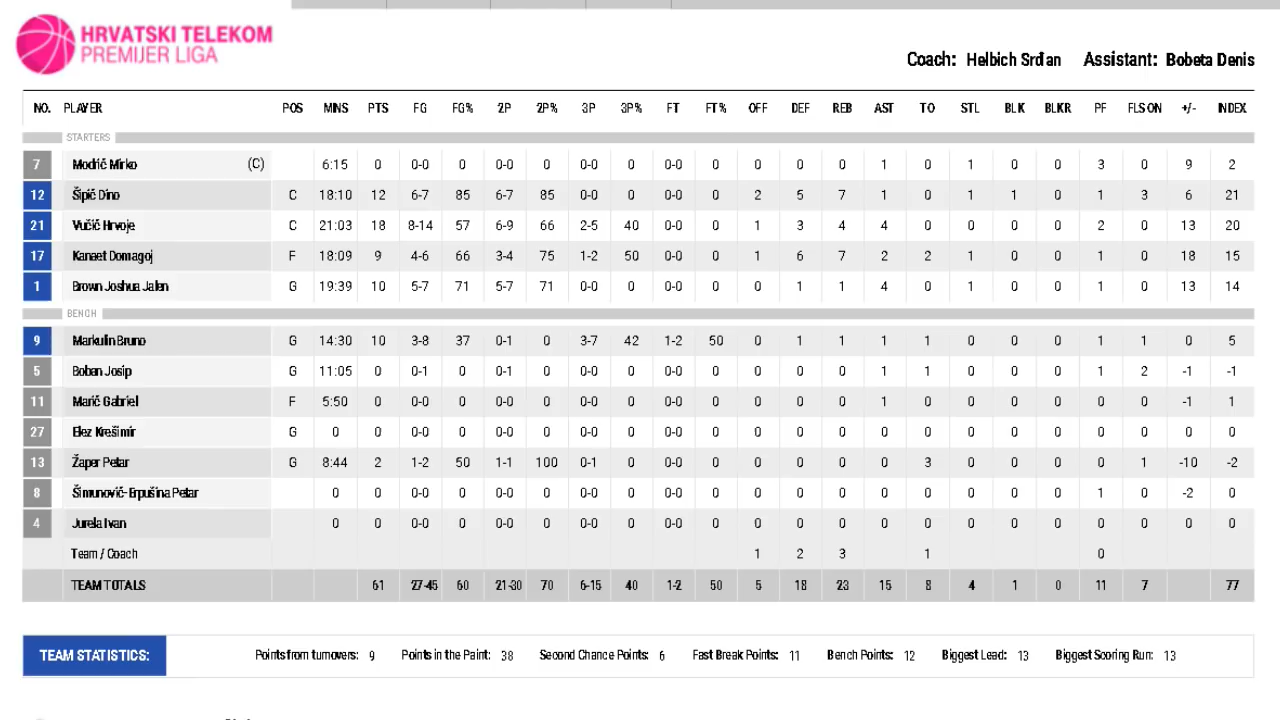 HRVATSKI TELEKOM
PREMIJER LIGA
Coach: Helbich Srđan Assistant: Bobeta Denis
NO. PLAYER POS MINS PTS FG FG% 2P 2P% 3P 3P% FT FT% OFF DEF REB AST TO STL BLK BLKR PF FLS ON +/- INDEX
STARTERS
7 Modrić Mirko (C) 6:15 0 0-0 0 0-0 0 0-0 0 0-0 0 0 0 0 1 0 1 0 0 3 0 9 2
12 Šipić Dino C 18:10 12 6-7 85 6-7 85 0-0 0 0-0 0 2 5 7 1 0 1 1 0 1 3 6 21
21 Vučić Hrvoje C 21:03 18 8-14 57 6-9 66 2-5 40 0-0 0 1 3 4 4 0 0 0 0 2 0 13 20
17 Kanaet Domagoj F 18:09 9 4-6 66 3-4 75 1-2 50 0-0 0 1 6 7 2 2 1 0 0 1 0 18 15
1 Brown Joshua Jalen G 19:39 10 5-7 71 5-7 71 0-0 0 0-0 0 0 1 1 4 0 1 0 0 1 0 13 14
BENCH
9 Markulin Bruno G 14:30 10 3-8 37 0-1 0 3-7 42 1-2 50 0 1 1 1 1 0 0 0 1 1 0 5
5 Boban Josip G 11:05 0 0-1 0 0-1 0 0-0 0 0-0 0 0 0 0 1 1 0 0 0 1 2 -1 -1
11 Marić Gabriel F 5:50 0 0-0 0 0-0 0 0-0 0 0-0 0 0 0 0 1 0 0 0 0 0 0 -1 1
27 Elez Krešimir G 0 0 0-0 0 0-0 0 0-0 0 0-0 0 0 0 0 0 0 0 0 0 0 0 0 0
13 Žaper Petar G 8:44 2 1-2 50 1-1 100 0-1 0 0-0 0 0 0 0 0 3 0 0 0 0 1 -10 -2
8 Šimunović-Erpušina Petar 0 0 0-0 0 0-0 0 0-0 0 0-0 0 0 0 0 0 0 0 0 0 1 0 -2 0
4 Jurela Ivan 0 0 0-0 0 0-0 0 0-0 0 0-0 0 0 0 0 0 0 0 0 0 0 0 0 0
Team / Coach 1 2 3 1 0
TEAM TOTALS 61 27-45 60 21-30 70 6-15 40 1-2 50 5 18 23 15 8 4 1 0 11 7 77
TEAM STATISTICS: Points from turnovers: 9 Points in the Paint: 38 Second Chance Points: 6 Fast Break Points: 11 Bench Points: 12 Biggest Lead: 13 Biggest Scoring Run: 13